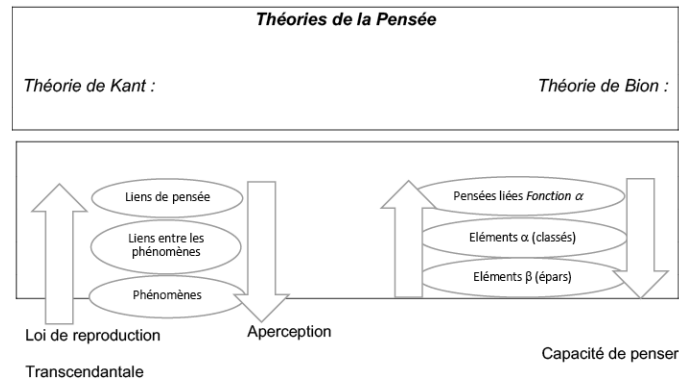 Théories de la Pensée
Théorie de Kant :
Théorie de Bion :
Liens de pensée
Liens entre les
phénomènes
Phénomènes
Pensées liées Fonction α
Eléments α (classés)
Eléments β (épars)
Loi de reproduction
Aperception
Capacité de penser
Transcendantale